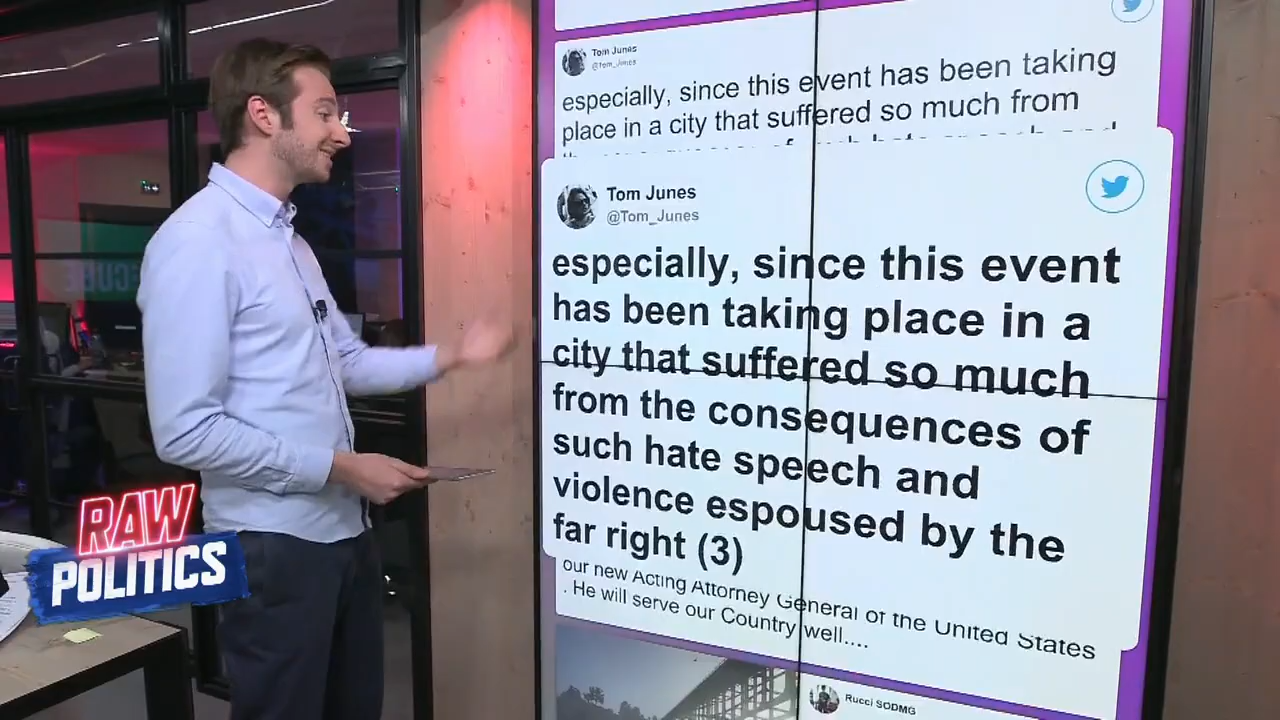 Tom Junes
@Tom_Junes
especially, since this event has been taking
place in a city that suffered so much from
Tom Junes
@Tom_Junes
especially, since this event
has been taking place in a
city that suffered so much
from the consequences of
such hate speech and
violence espoused by the
far right (3)
our new Acting Attorney General of the United States
. He will serve our Country well....
Rucci SODMG
RAW
POLITICS